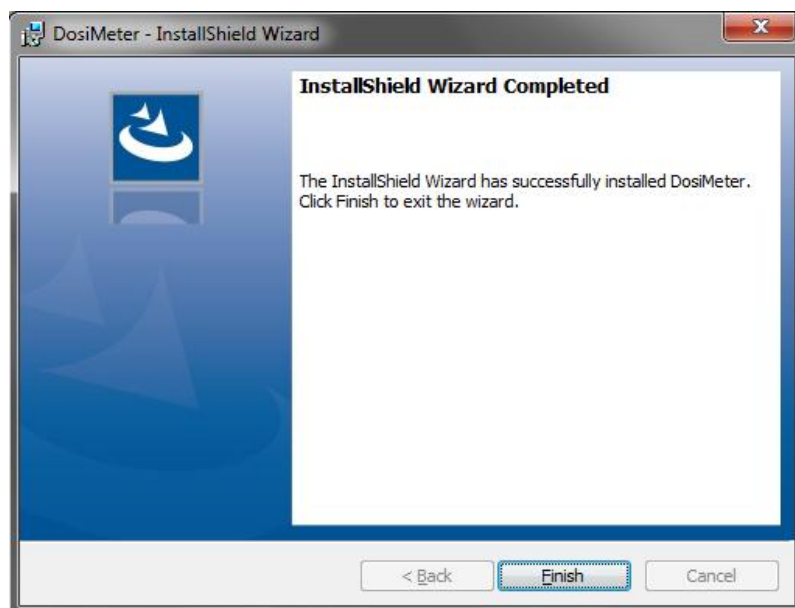 DosiMeter - InstallShield Wizard
InstallShield Wizard Completed
The InstallShield Wizard has successfully installed DosiMeter.
Click Finish to exit the wizard.
< Back
Finish
Cancel